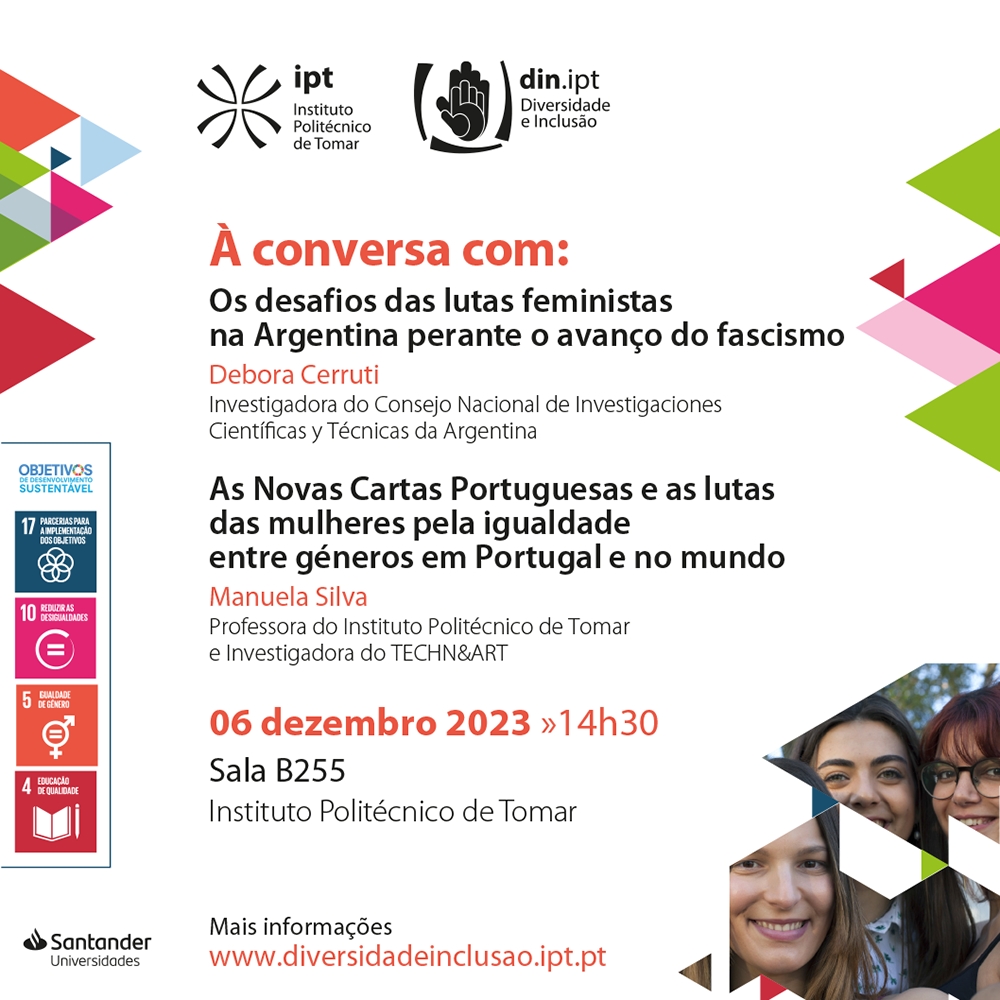 ipt
Instituto
Politécnico
de Tomar
din.ipt
Diversidade
e Inclusão
À conversa com:
Os desafios das lutas feministas
na Argentina perante o avanço do fascismo
Debora Cerruti
Investigadora do Consejo Nacional de Investigaciones
Científicas y Técnicas da Argentina
As Novas Cartas Portuguesas e as lutas
das mulheres pela igualdade
entre géneros em Portugal e no mundo
Manuela Silva
Professora do Instituto Politécnico de Tomar
e Investigadora do TECHN&ART
06 dezembro 2023 »14h30
Sala B255
Instituto Politécnico de Tomar
OBJETIVOS
DE DESENVOLVIMENTO
SUSTENTÁVEL
17 PARCERIAS PARA
A IMPLEMENTAÇÃO
DOS OBJETIVOS
10 REDUZIR AS
DESIGUALDADES
5 IGUALDADE
DE GÉNERO
4 EDUCAÇÃO
DE QUALIDADE
Santander
Universidades
Mais informações
www.diversidadeinclusao.ipt.pt